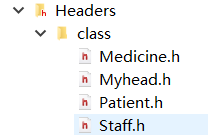 Headers
class
Medicine.h
Myhead.h
Patient.h
Staff.h